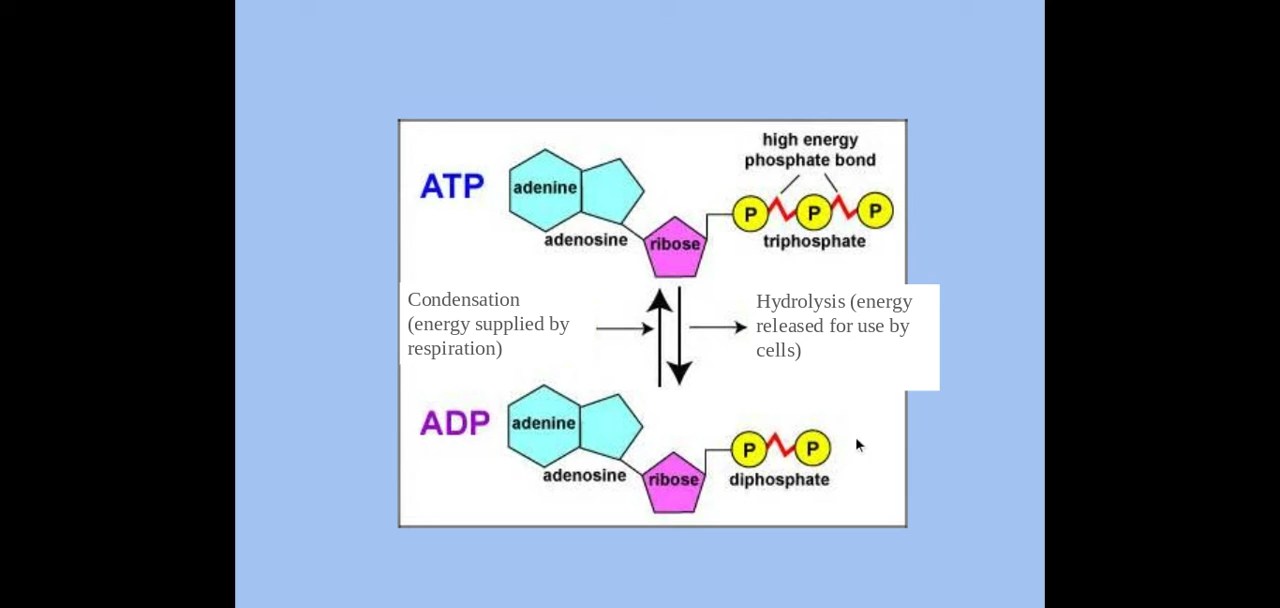 high energy
phosphate bond
ATP
adenine
P
P
P
adenosine
ribose
triphosphate
Condensation
(energy supplied by
respiration)
Hydrolysis (energy
released for use by
cells)
ADP
adenine
P
P
adenosine
ribose
diphosphate